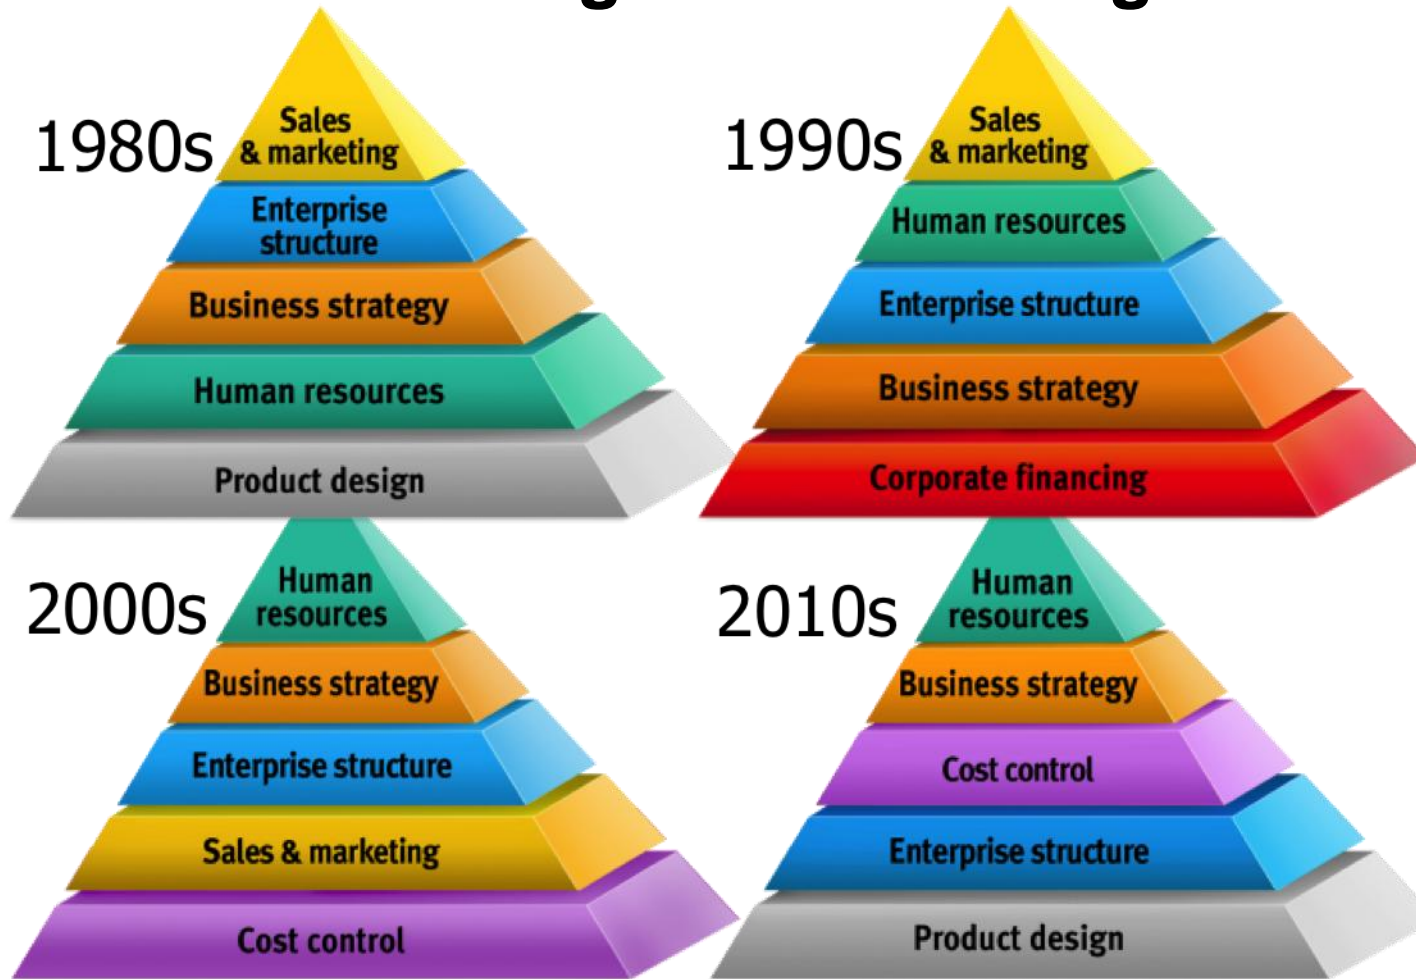 1980s
Sales
& marketing
Enterprise
structure
Business strategy
Human resources
Product design
1990s
Sales
& marketing
Human resources
Enterprise structure
Business strategy
Corporate financing
2000s
Human
resources
Business strategy
Enterprise structure
Sales & marketing
Cost control
2010s
Human
resources
Business strategy
Cost control
Enterprise structure
Product design